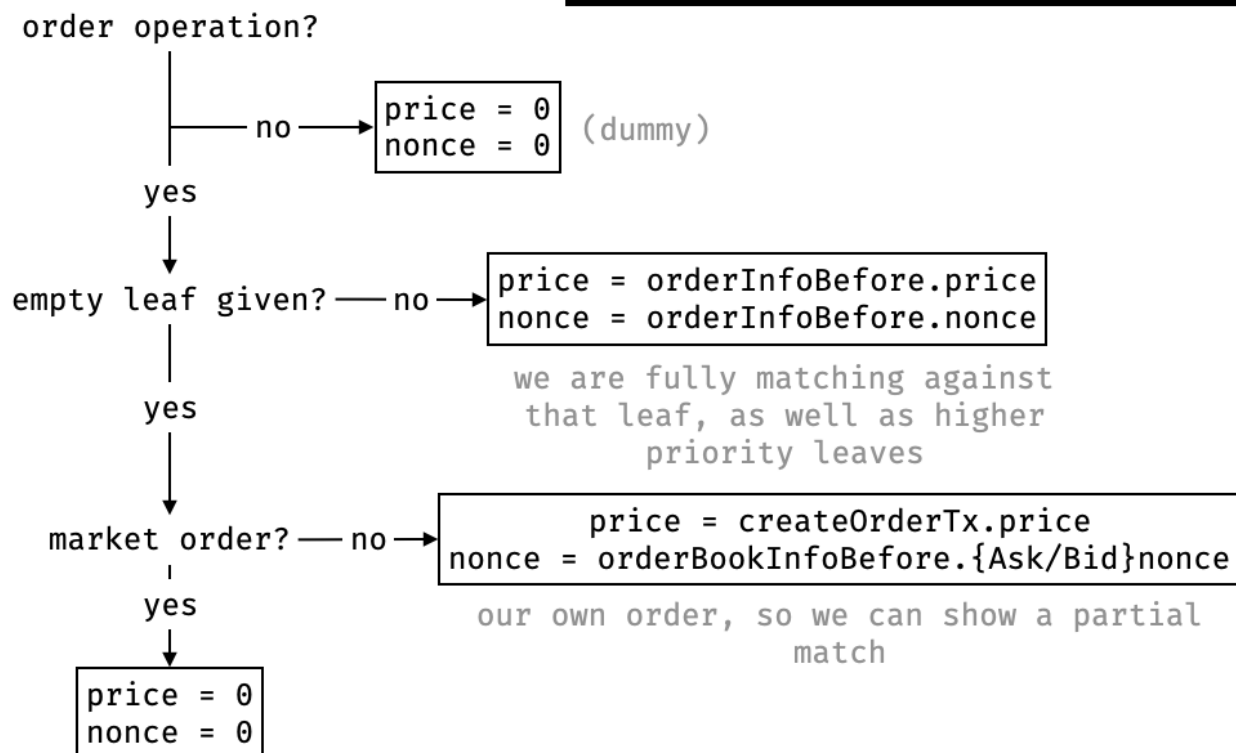 order operation?
no
price = 0
nonce = 0
(dummy)
yes
empty leaf given?
no
price = orderInfoBefore.price
nonce = orderInfoBefore.nonce
we are fully matching against
that leaf, as well as higher
priority leaves
yes
market order?
no
price = createOrderTx.price
nonce = orderBookInfoBefore.{Ask/Bid}nonce
our own order, so we can show a partial
match
yes
price = 0
nonce = 0